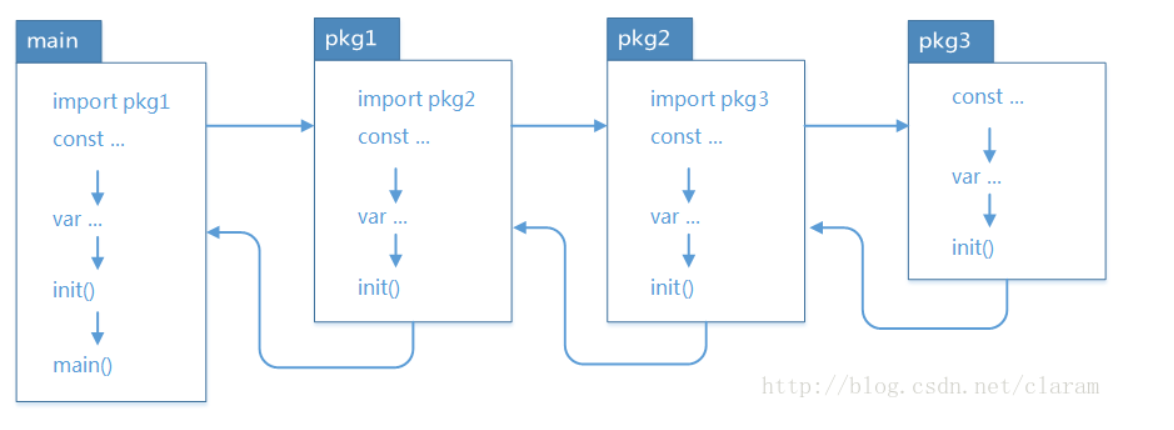 main
import pkg1
const ...
var ...
init()
main()
pkg1
import pkg2
const ...
var ...
init()
pkg2
import pkg3
const ...
var ...
init()
pkg3
const ...
var ...
init()
http://blog.csdn.net/claram